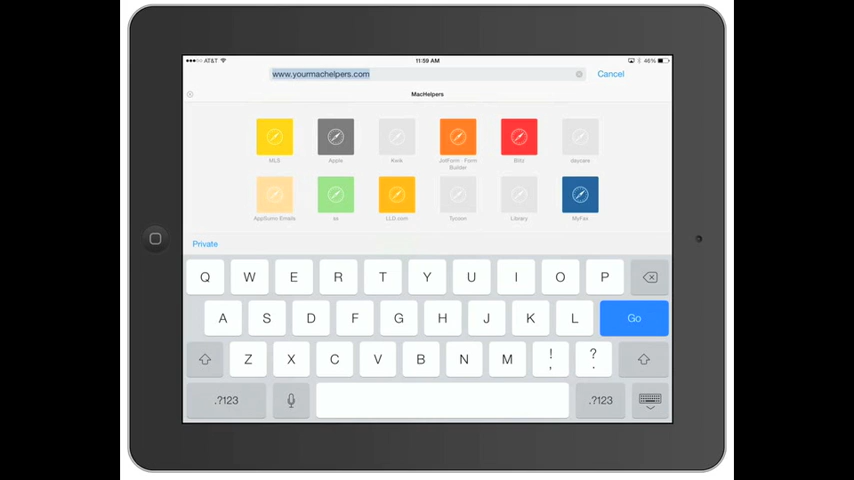 AT&T 11:59 AM 46%
www.yourmachelpers.com Cancel
MacHelpers
MLS Apple Kwik JotForm · Form Builder Blitz daycare
AppSumo Emails ss LLD.com Tycoon Library MyFax
Private
Q W E R T Y U I O P
A S D F G H J K L Go
Z X C V B N M ! , ? .
.?123 .?123